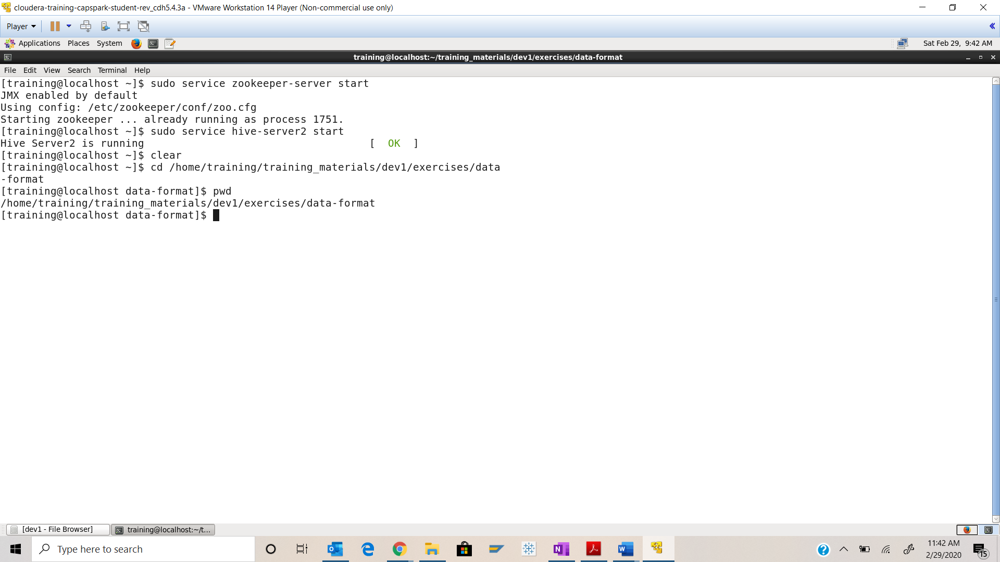 cloudera-training-capspark-student-rev_cdh5.4.3a - VMware Workstation 14 Player (Non-commercial use only)
Player
Applications Places System Sat Feb 29, 9:42 AM
training@localhost:~/training_materials/dev1/exercises/data-format
File Edit View Search Terminal Help
[training@localhost ~]$ sudo service zookeeper-server start
JMX enabled by default
Using config: /etc/zookeeper/conf/zoo.cfg
Starting zookeeper ... already running as process 1751.
[training@localhost ~]$ sudo service hive-server2 start
Hive Server2 is running [ OK ]
[training@localhost ~]$ clear
[training@localhost ~]$ cd /home/training/training_materials/dev1/exercises/data
-format
[training@localhost data-format]$ pwd
/home/training/training_materials/dev1/exercises/data-format
[training@localhost data-format]$
[dev1 - File Browser] training@localhost:~/t...
Type here to search
11:42 AM
2/29/2020
15